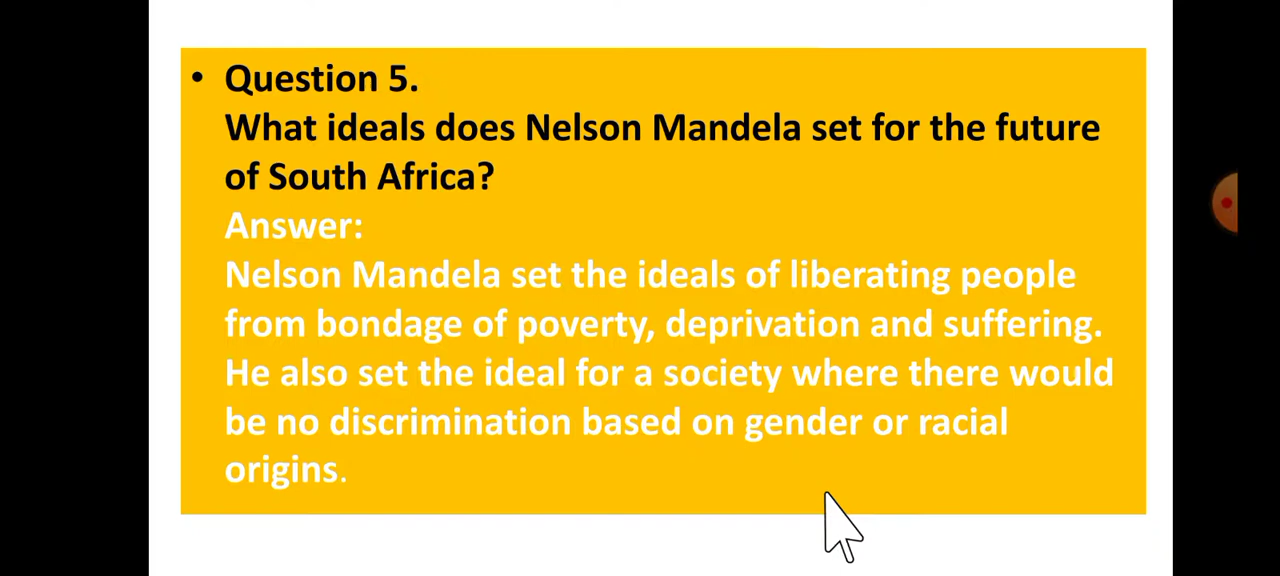 • Question 5.
What ideals does Nelson Mandela set for the future
of South Africa?
Answer:
Nelson Mandela set the ideals of liberating people
from bondage of poverty, deprivation and suffering.
He also set the ideal for a society where there would
be no discrimination based on gender or racial
origins.